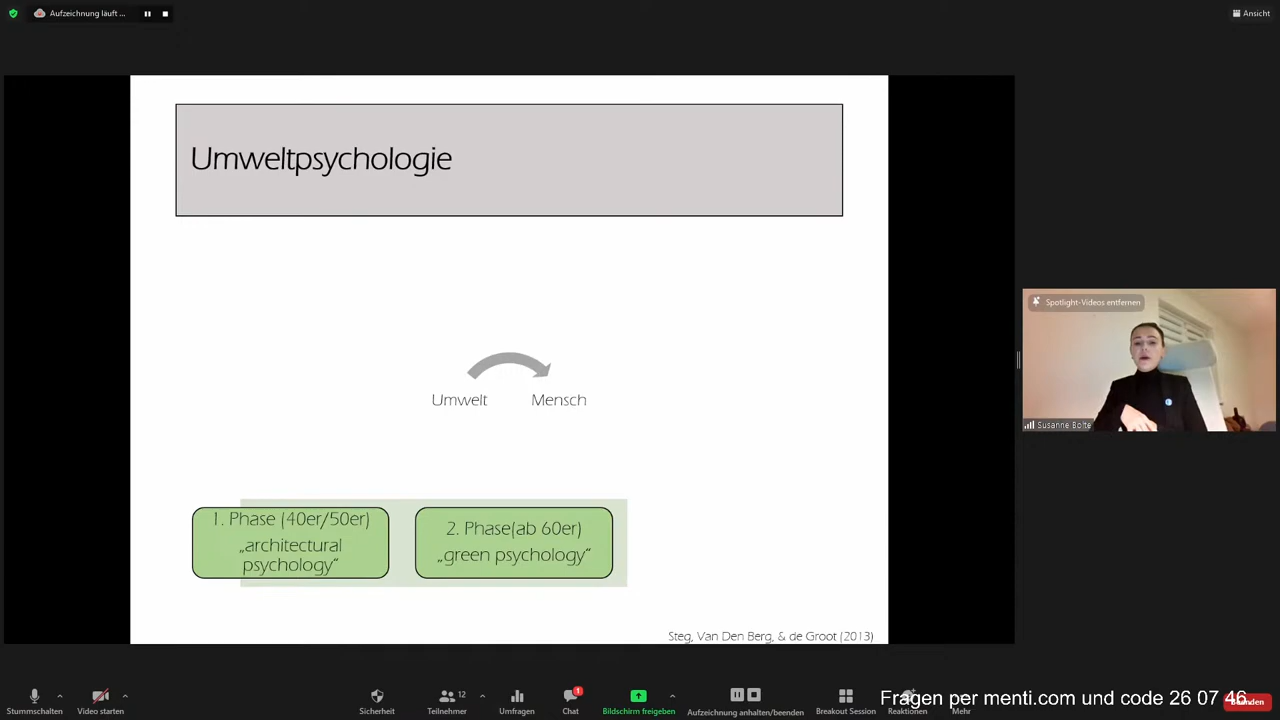 Aufzeichnung läuft ...
Ansicht
Umweltpsychologie
Umwelt
Mensch
1. Phase (40er/50er)
„architectural
psychology“
2. Phase(ab 60er)
„green psychology“
Steg, Van Den Berg, & de Groot (2013)
Spotlight-Videos entfernen
Susanne Bolte
Stummschalten
Video starten
Sicherheit
Teilnehmer
12
Umfragen
Chat
1
Bildschirm freigeben
Aufzeichnung anhalten/beenden
Breakout Session
Reaktionen
Mehr
Beenden
Fragen per menti.com und code 26 07 46